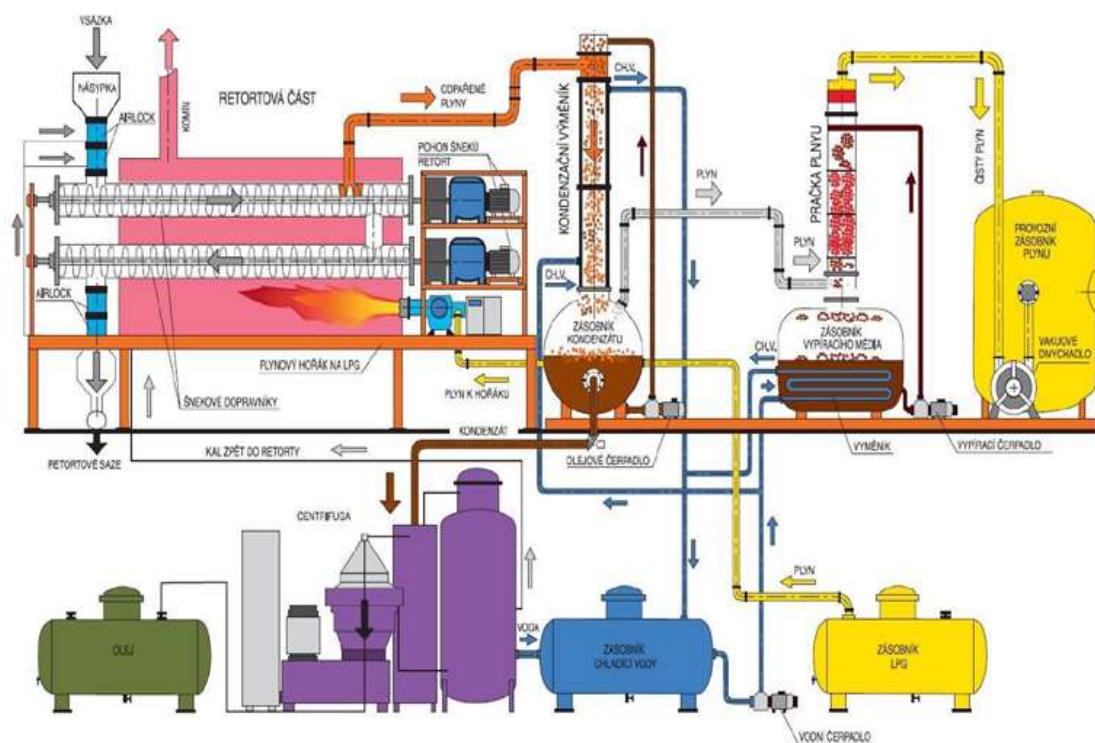 VSÁZKA
NÁSYPKA
AIRLOCK
KOMÍN
RETORTOVÁ ČÁST
ODPAŘENÉ
PLYNY
POHON ŠNEKŮ
RETORT
KONDENZAČNÍ VÝMĚNÍK
CH.V.
PLYN
PRAČKA PLNYU
ČISTÝ PLYN
PROVOZNÍ
ZÁSOBNÍK
PLYNU
PLYN
CH.V.
AIRLOCK
ZÁSOBNÍK
KONDENZÁTU
ZÁSOBNÍK
VYPÍRACÍHO MÉDIA
CH.V.
VAKUOVÉ
DMYCHADLO
PLYNOVÝ HOŘÁK NA LPG
PLYN K HOŘÁKU
ŠNEKOVÉ DOPRAVNÍKY
KONDENZÁT
KAL ZPĚT DO RETORTY
OLEJOVÉ ČERPADLO
VÝMĚNÍK
VYPÍRACÍ ČERPADLO
RETORTOVÉ SAZE
CENTRIFUGA
PLYN
VODA
OLEJ
ZÁSOBNÍK
CHLADÍCÍ VODY
ZÁSOBNÍK
LPG
VODNÍ ČERPADLO